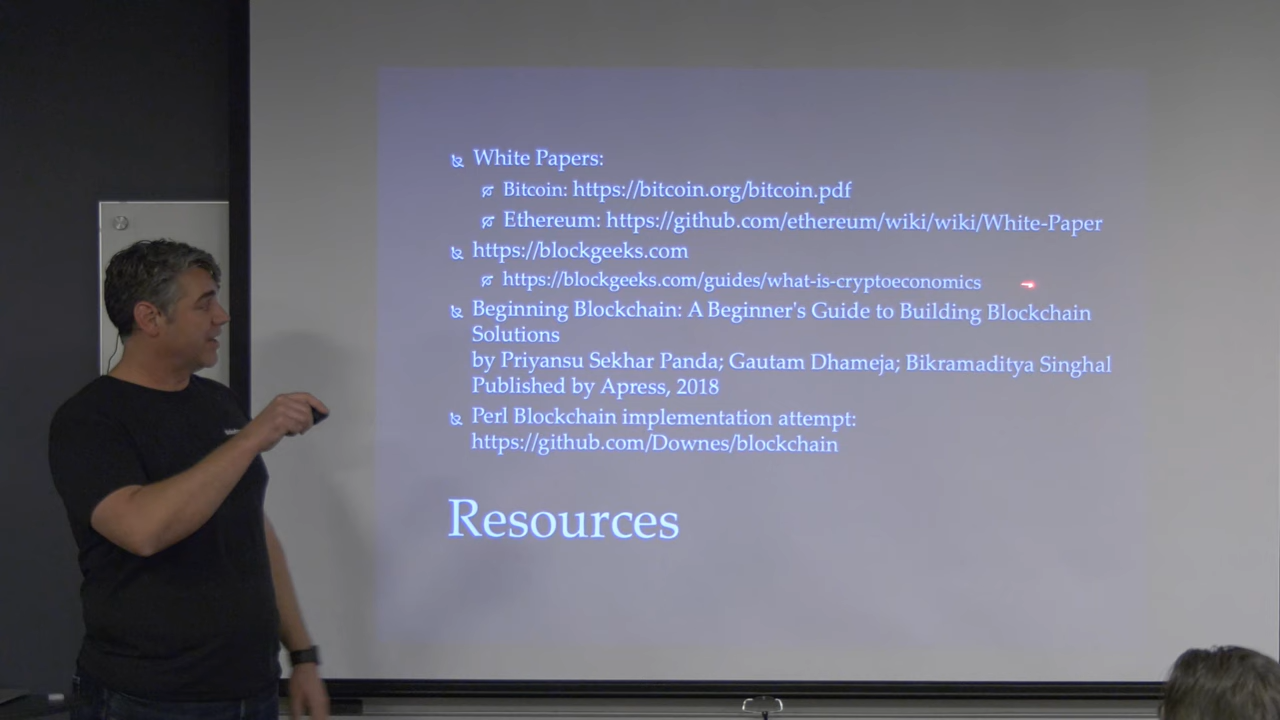 White Papers:
Bitcoin: https://bitcoin.org/bitcoin.pdf
Ethereum: https://github.com/ethereum/wiki/wiki/White-Paper
https://blockgeeks.com
https://blockgeeks.com/guides/what-is-cryptoeconomics
Beginning Blockchain: A Beginner's Guide to Building Blockchain
Solutions
by Priyansu Sekhar Panda; Gautam Dhameja; Bikramaditya Singhal
Published by Apress, 2018
Perl Blockchain implementation attempt:
https://github.com/Downes/blockchain
Resources